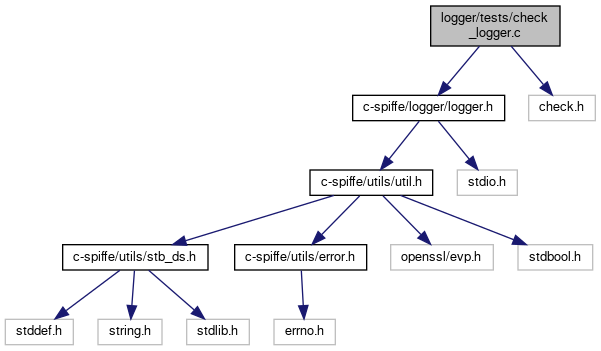 logger/tests/check
_logger.c
c-spiffe/logger/logger.h
check.h
c-spiffe/utils/util.h
stdio.h
c-spiffe/utils/stb_ds.h
c-spiffe/utils/error.h
openssl/evp.h
stdbool.h
stddef.h
string.h
stdlib.h
errno.h